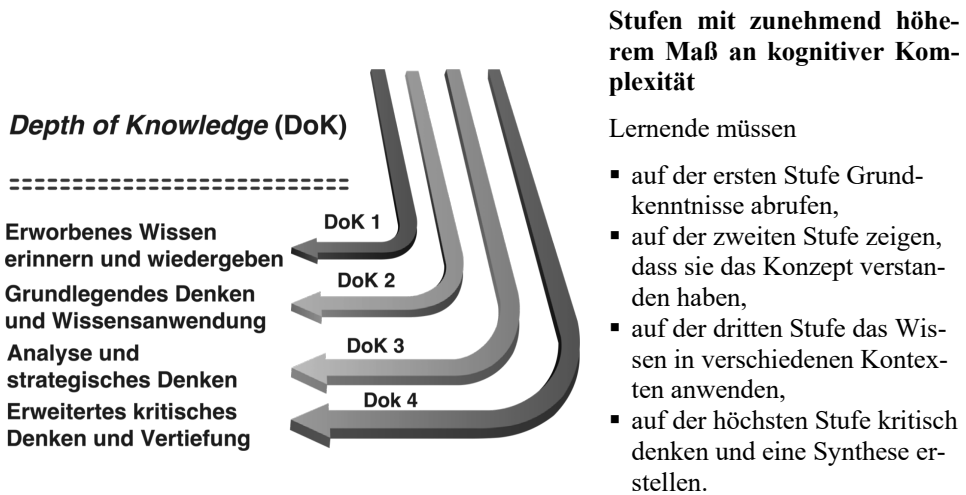 Depth of Knowledge (DoK)
============================
DoK 1
Erworbenes Wissen
erinnern und wiedergeben
DoK 2
Grundlegendes Denken
und Wissensanwendung
DoK 3
Analyse und
strategisches Denken
Dok 4
Erweitertes kritisches
Denken und Vertiefung
Stufen mit zunehmend höhe-
rem Maß an kognitiver Kom-
plexität
Lernende müssen
▪ auf der ersten Stufe Grund-
kenntnisse abrufen,
▪ auf der zweiten Stufe zeigen,
dass sie das Konzept verstan-
den haben,
▪ auf der dritten Stufe das Wis-
sen in verschiedenen Kontex-
ten anwenden,
▪ auf der höchsten Stufe kritisch
denken und eine Synthese er-
stellen.